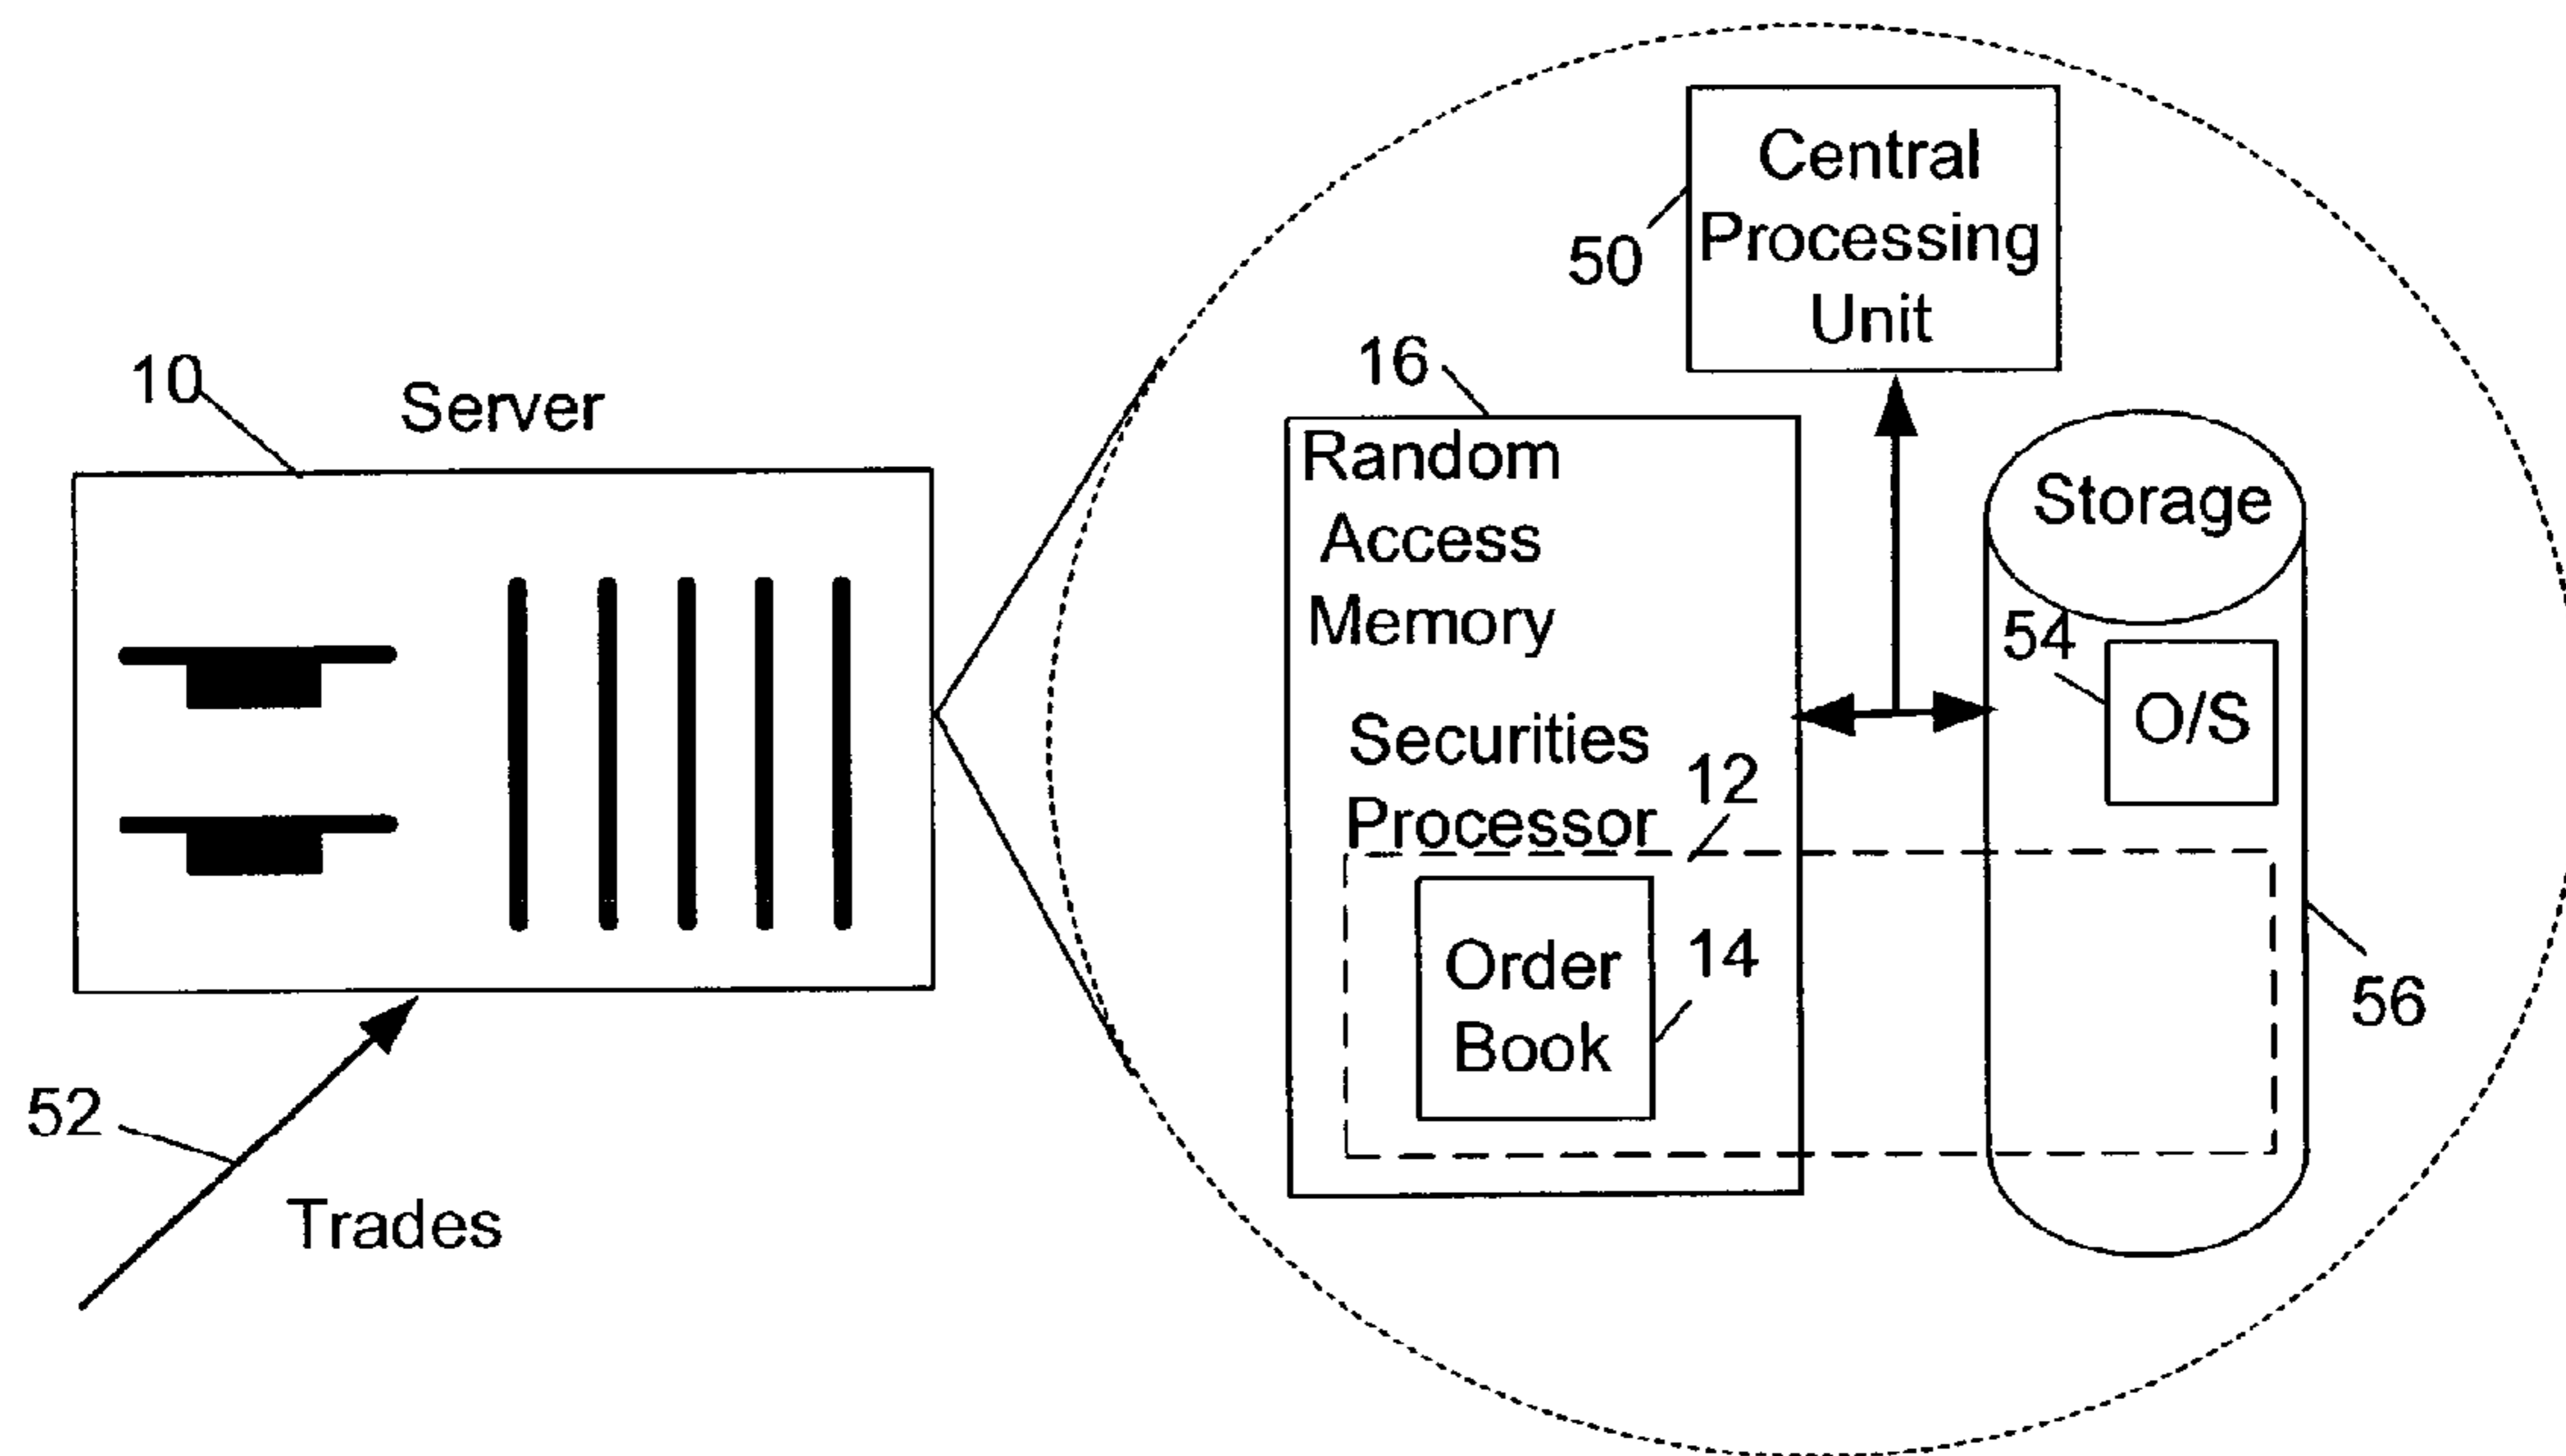 10
Server
52
Trades
50
Central
Processing
Unit
16
Random
Access
Memory
Securities
Processor
12
Order
Book
14
Storage
54
O/S
56